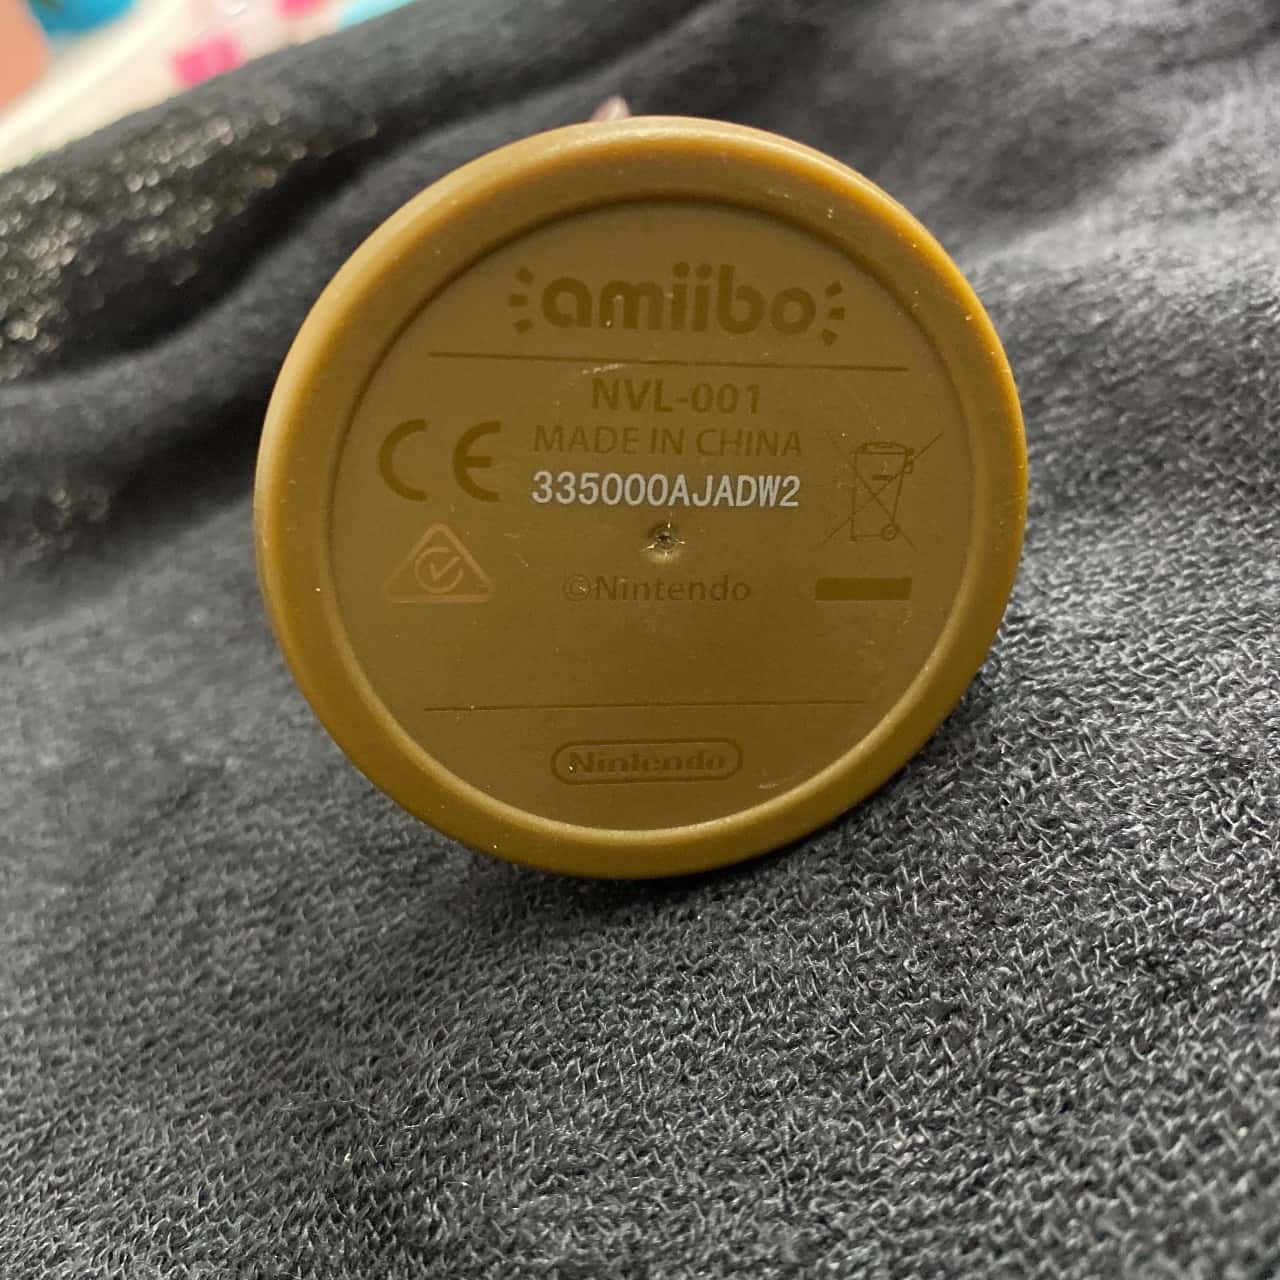 amiibo
NVL-001
CE
MADE IN CHINA
335000AJADW2
©Nintendo
Nintendo